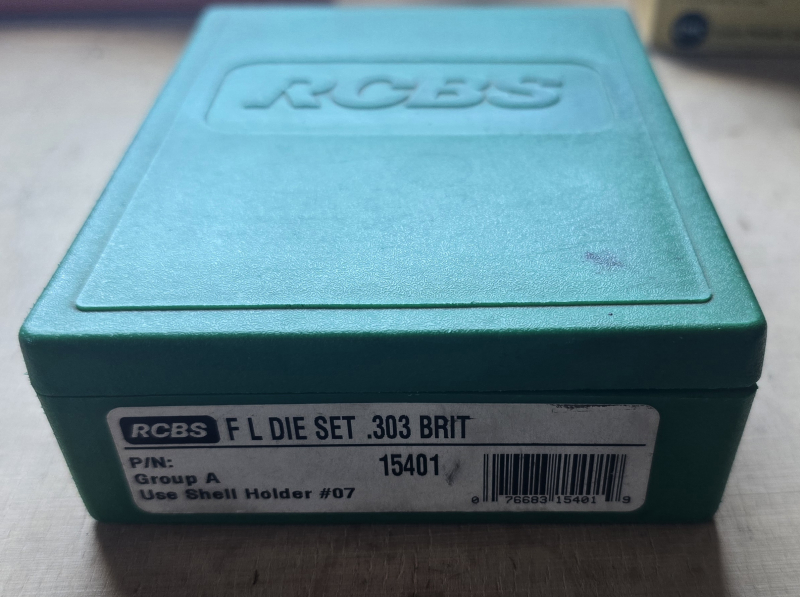 RCBS
RCBS F L DIE SET .303 BRIT
P/N: 15401
Group A
Use Shell Holder #07
0 76683 15401 9